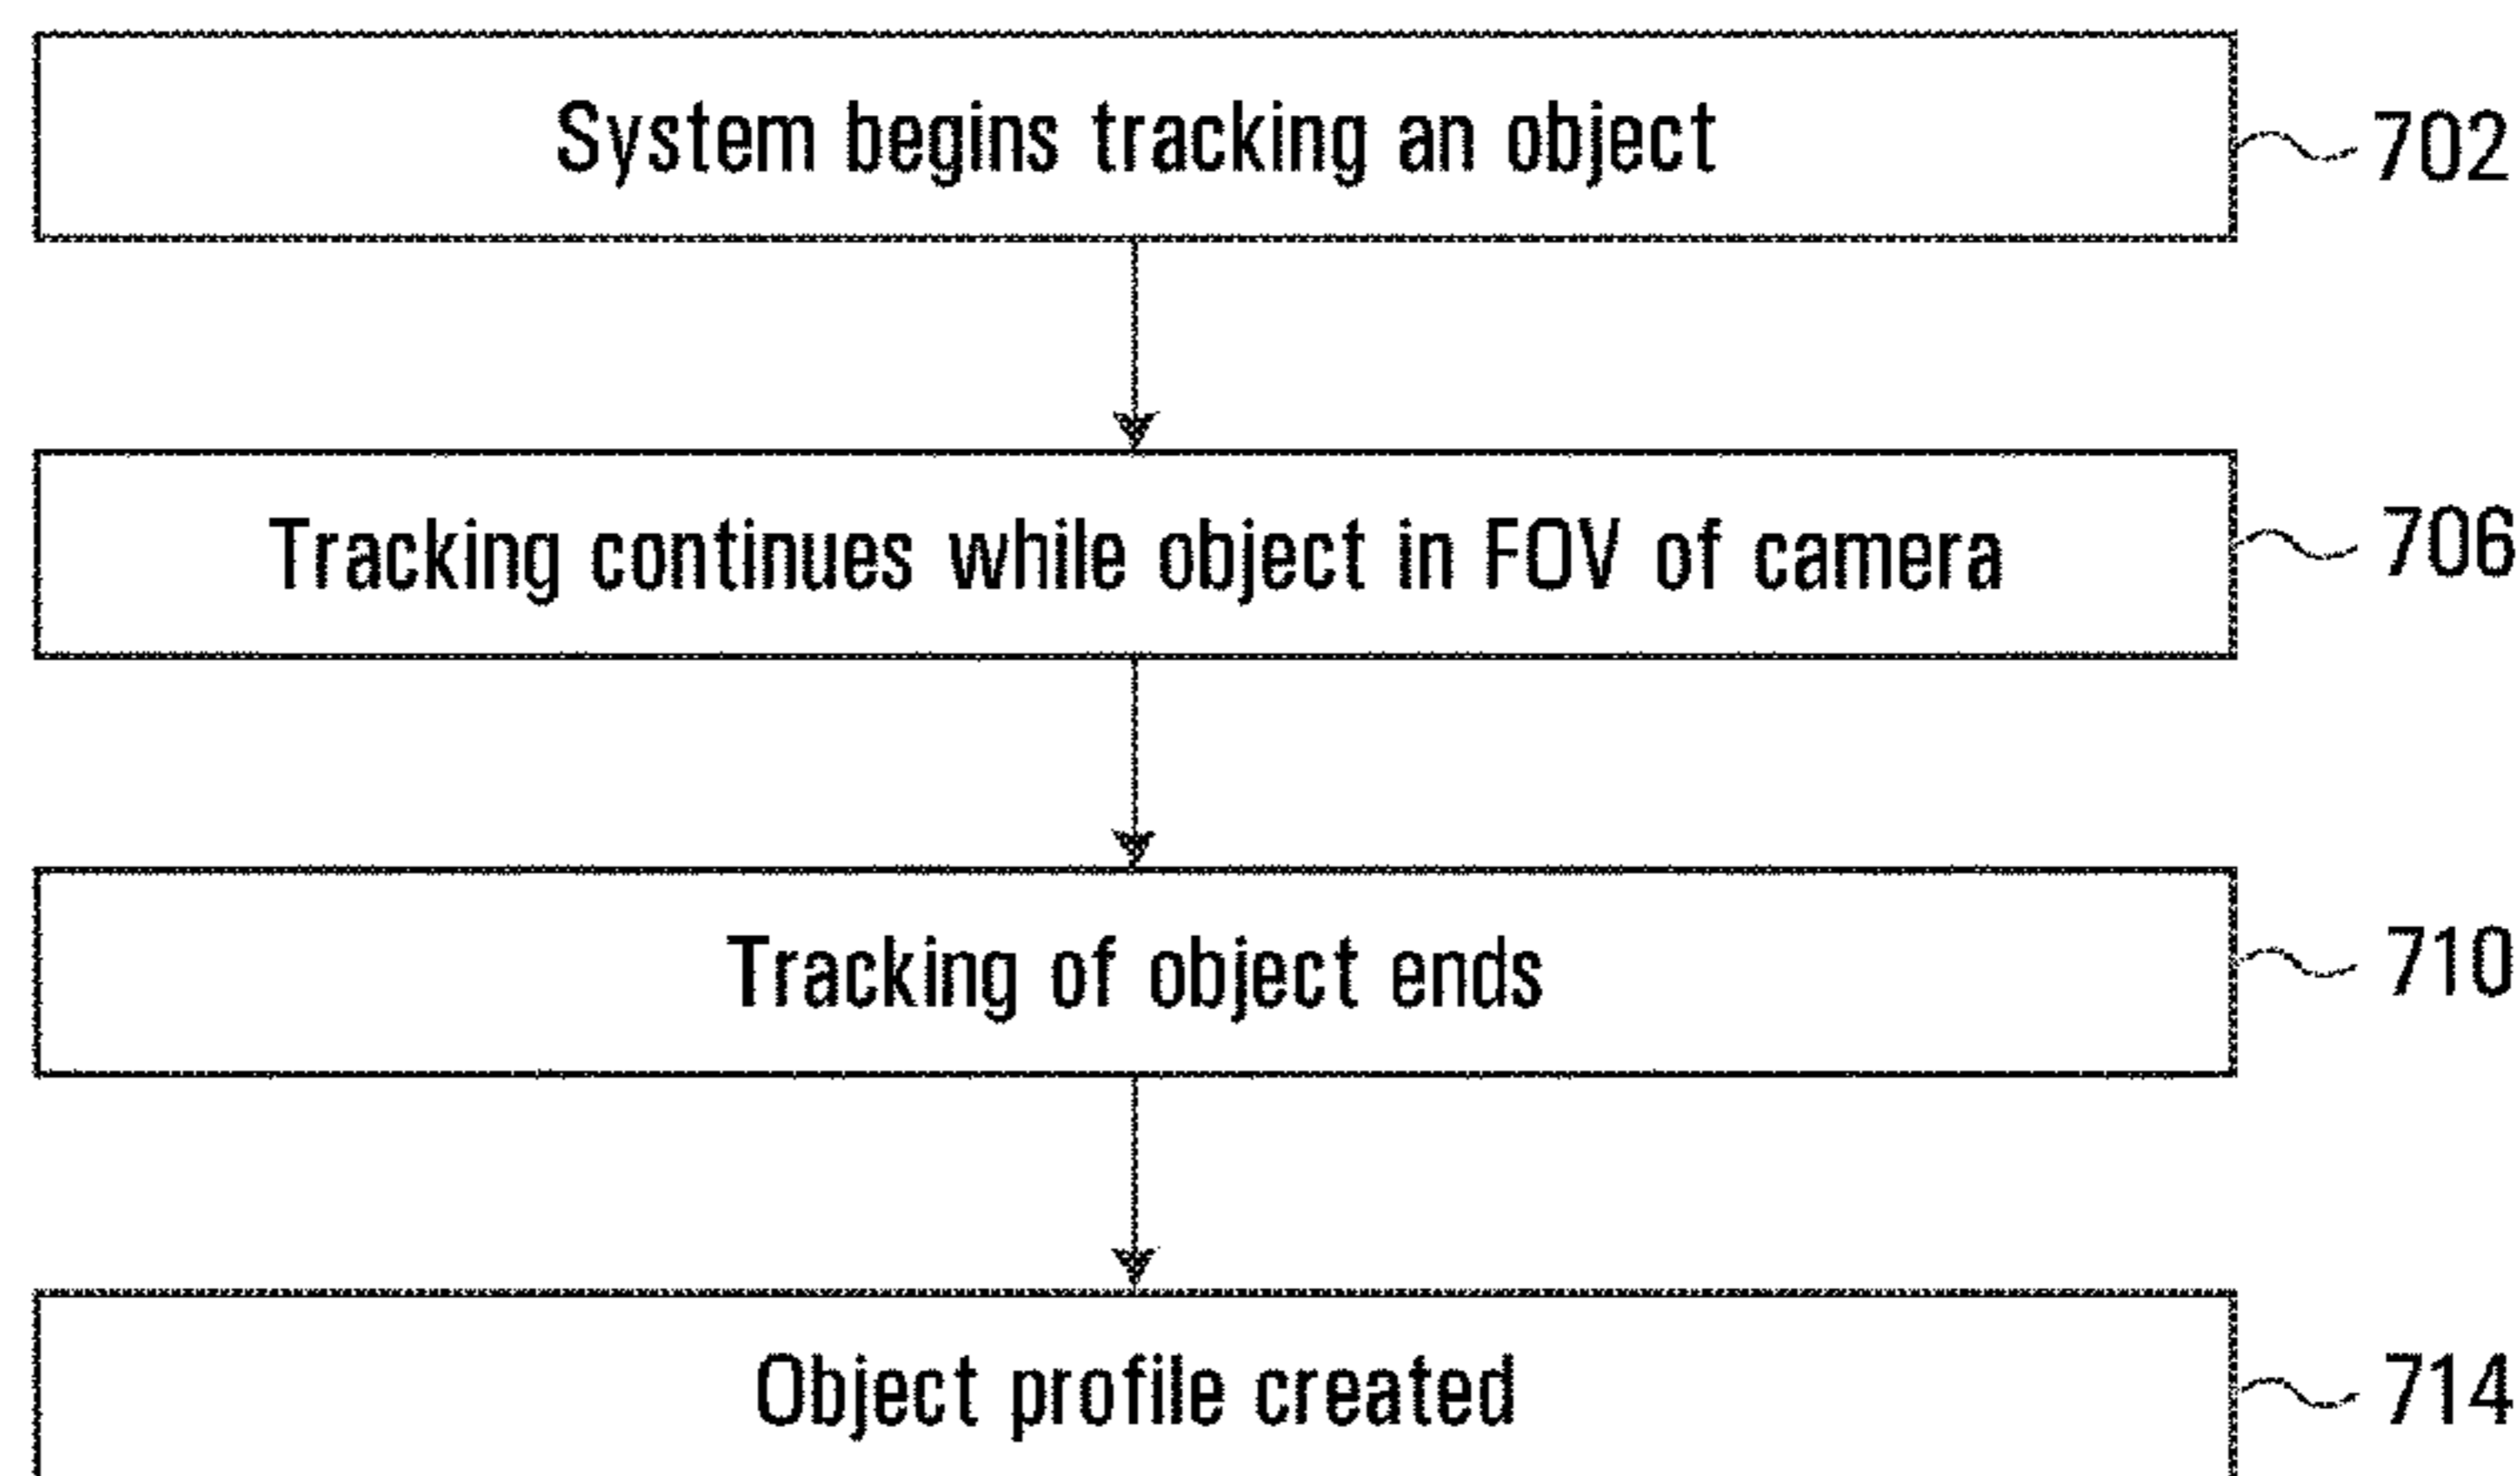 System begins tracking an object
702
Tracking continues while object in FOV of camera
706
Tracking of object ends
710
Object profile created
714